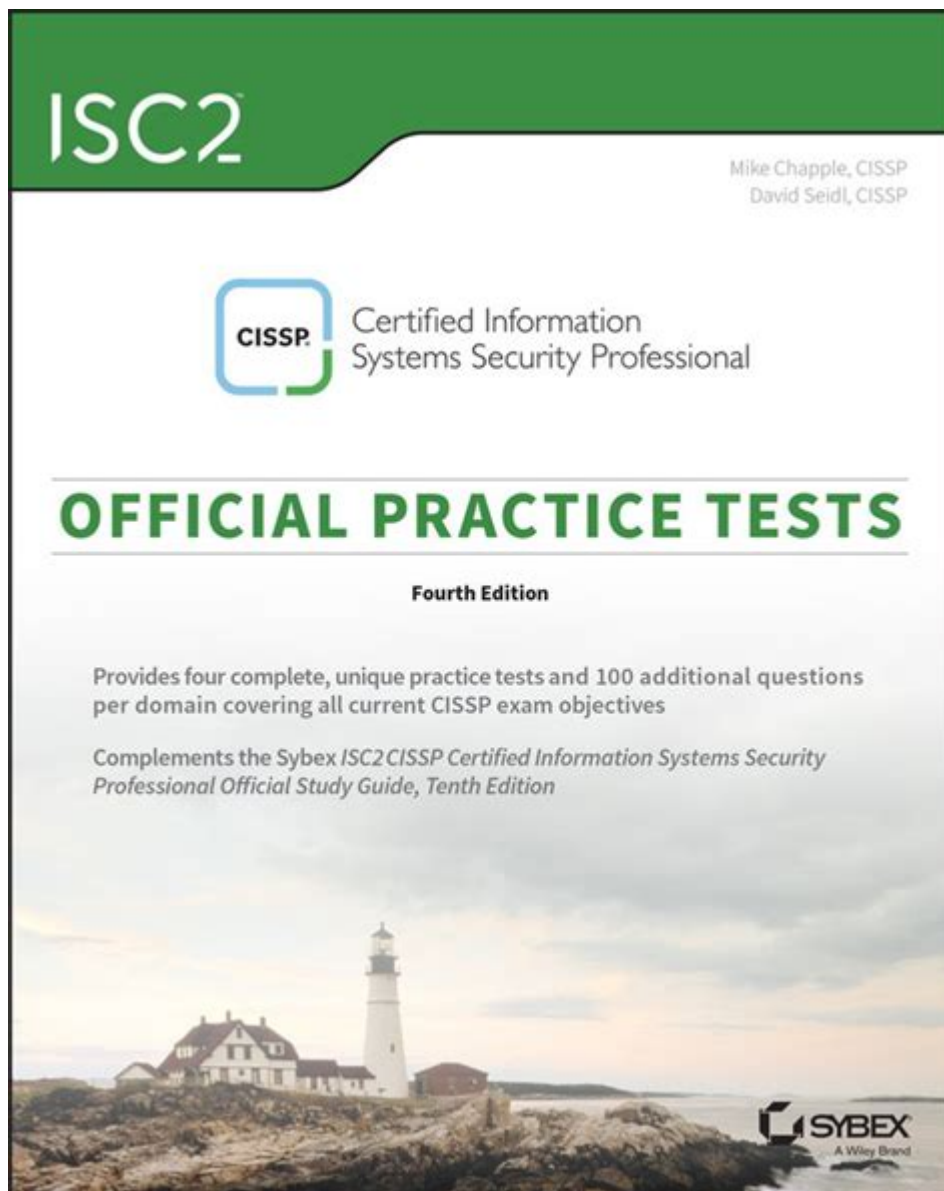 ISC2™
Mike Chapple, CISSP
David Seidl, CISSP
CISSP®
Certified Information
Systems Security Professional
OFFICIAL PRACTICE TESTS
Fourth Edition
Provides four complete, unique practice tests and 100 additional questions
per domain covering all current CISSP exam objectives
Complements the Sybex ISC2 CISSP Certified Information Systems Security
Professional Official Study Guide, Tenth Edition
SYBEX®
A Wiley Brand